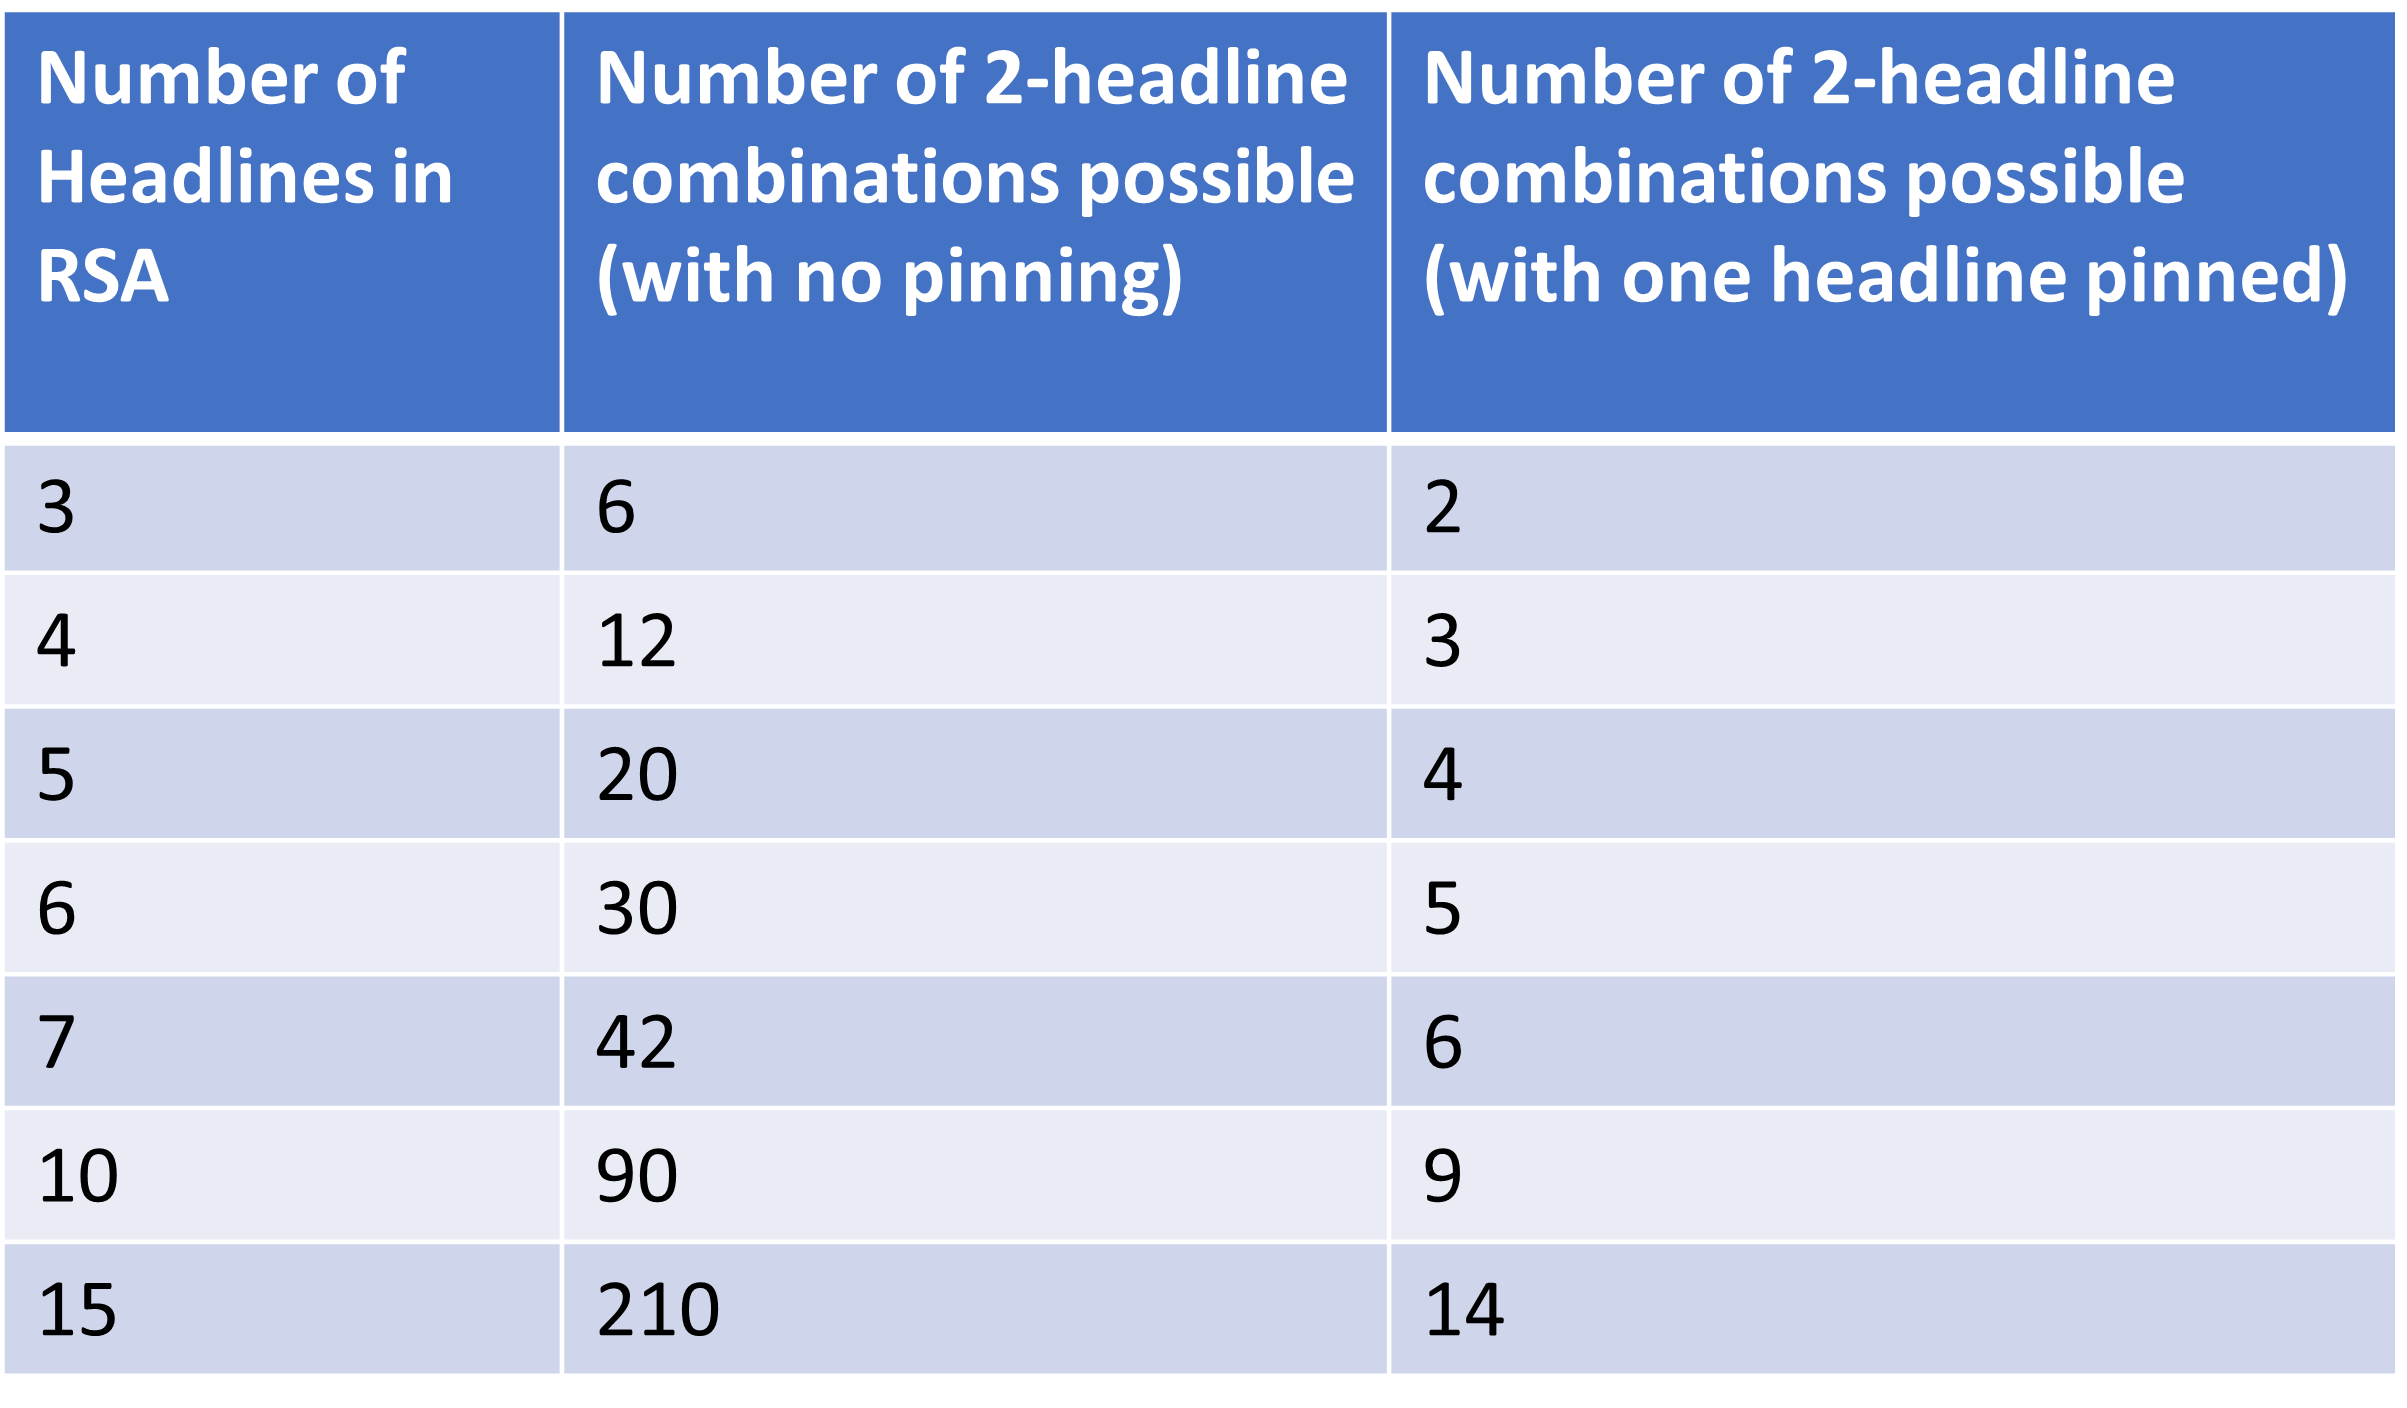 Number of
Headlines in
RSA
Number of 2-headline
combinations possible
(with no pinning)
Number of 2-headline
combinations possible
(with one headline pinned)
3
6
2
4
12
3
5
20
4
6
30
5
7
42
6
10
90
9
15
210
14